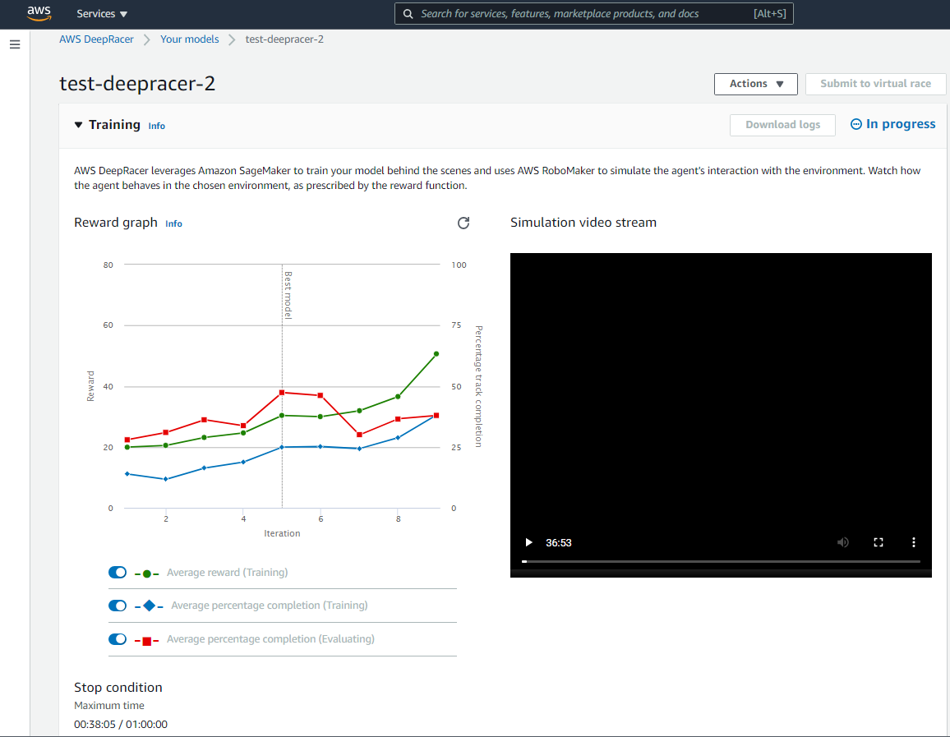 aws
Services
Search for services, features, marketplace products, and docs [Alt+S]
AWS DeepRacer > Your models > test-deepracer-2
test-deepracer-2
Actions
Submit to virtual race
Training Info
Download logs
In progress
AWS DeepRacer leverages Amazon SageMaker to train your model behind the scenes and uses AWS RoboMaker to simulate the agent's interaction with the environment. Watch how
the agent behaves in the chosen environment, as prescribed by the reward function.
Reward graph Info
Simulation video stream
80
60
40
20
0
Reward
100
75
50
25
0
Percentage track completion
Best model
2 4 6 8
Iteration
36:53
Average reward (Training)
Average percentage completion (Training)
Average percentage completion (Evaluating)
Stop condition
Maximum time
00:38:05 / 01:00:00